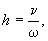 h = ν/ω,